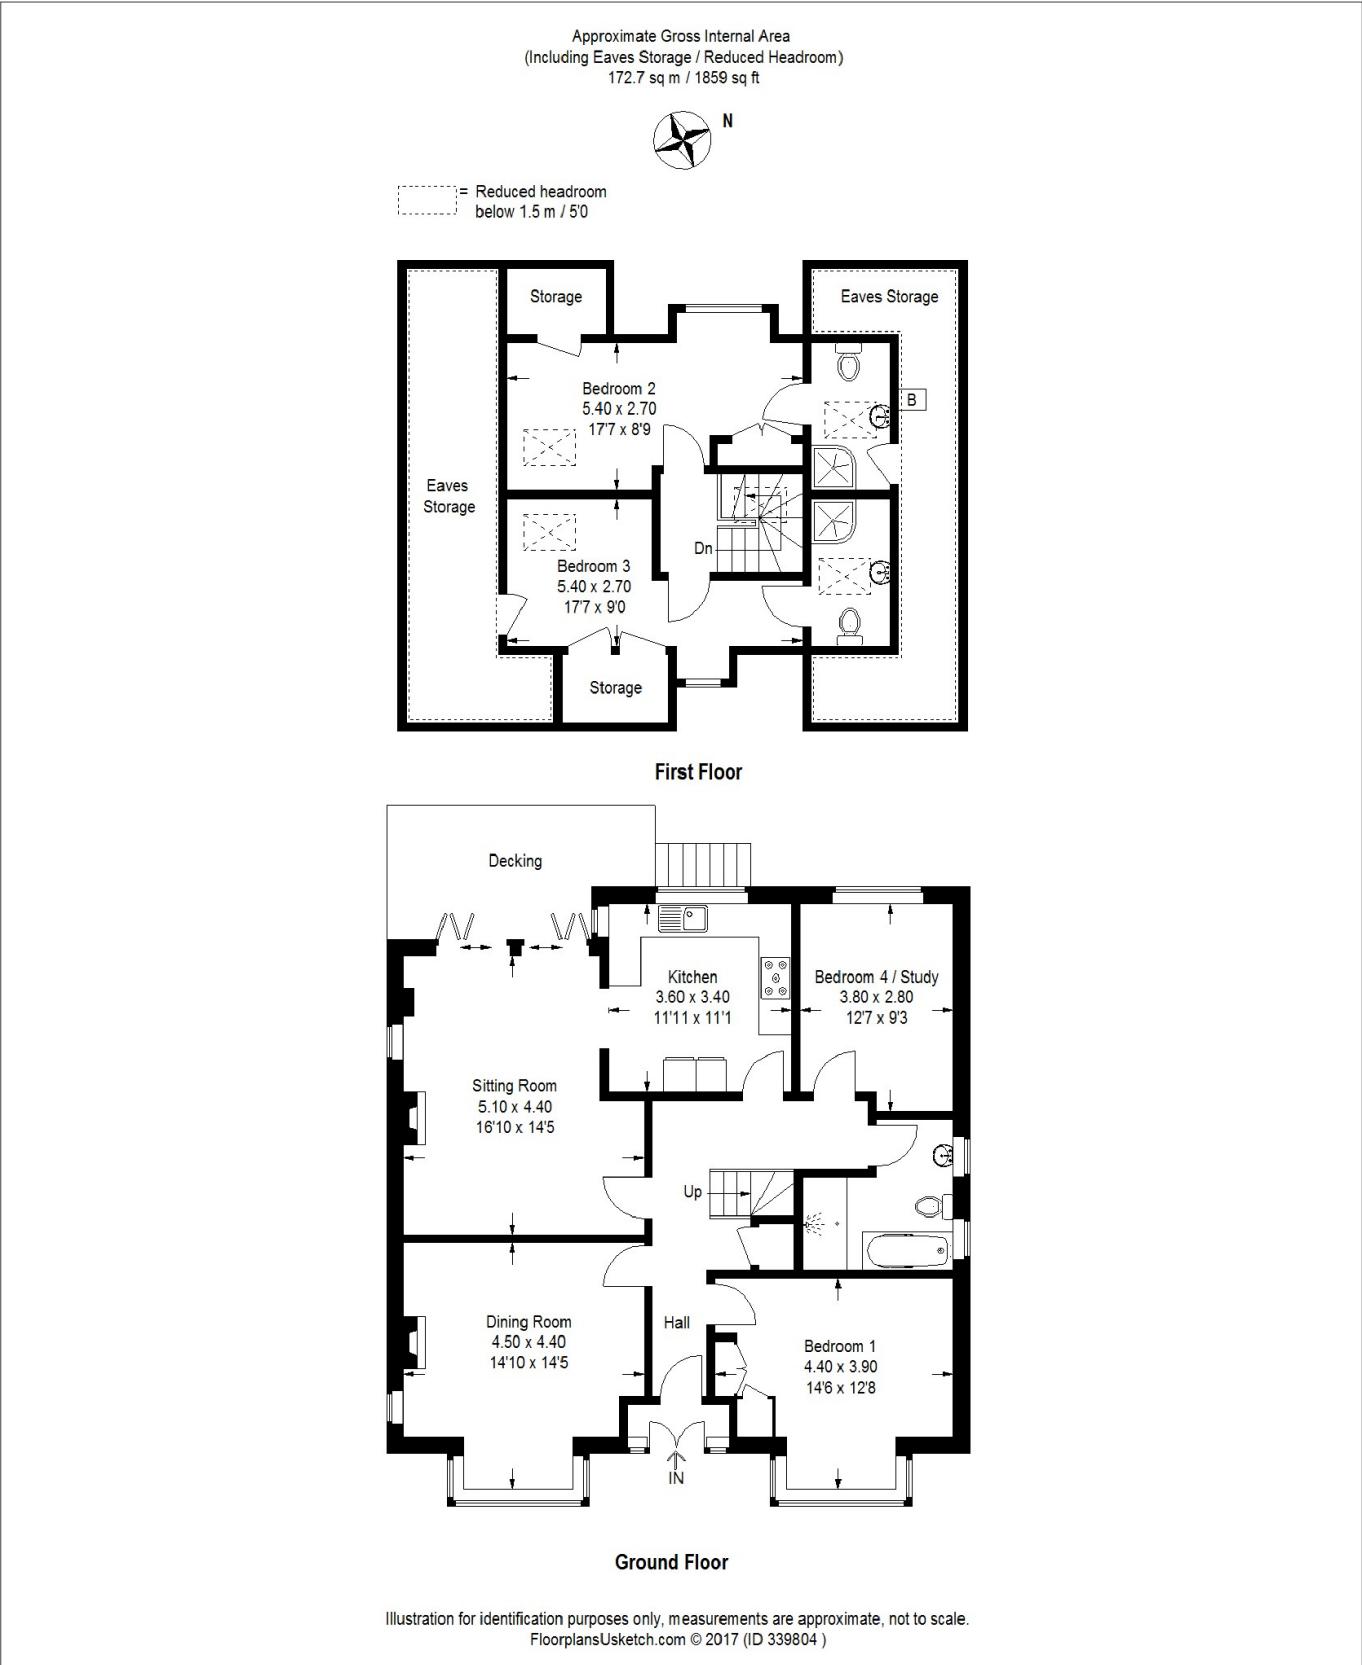 Approximate Gross Internal Area
(Including Eaves Storage / Reduced Headroom)
172.7 sq m / 1859 sq ft
N
= Reduced headroom
below 1.5 m / 5'0
Storage
Eaves Storage
Bedroom 2
5.40 x 2.70
17'7 x 8'9
B
Eaves
Storage
Dn
Bedroom 3
5.40 x 2.70
17'7 x 9'0
Storage
First Floor
Decking
Kitchen
3.60 x 3.40
11'11 x 11'1
Bedroom 4 / Study
3.80 x 2.80
12'7 x 9'3
Sitting Room
5.10 x 4.40
16'10 x 14'5
Up
Dining Room
4.50 x 4.40
14'10 x 14'5
Hall
Bedroom 1
4.40 x 3.90
14'6 x 12'8
IN
Ground Floor
Illustration for identification purposes only, measurements are approximate, not to scale.
FloorplansUsketch.com © 2017 (ID 339804 )